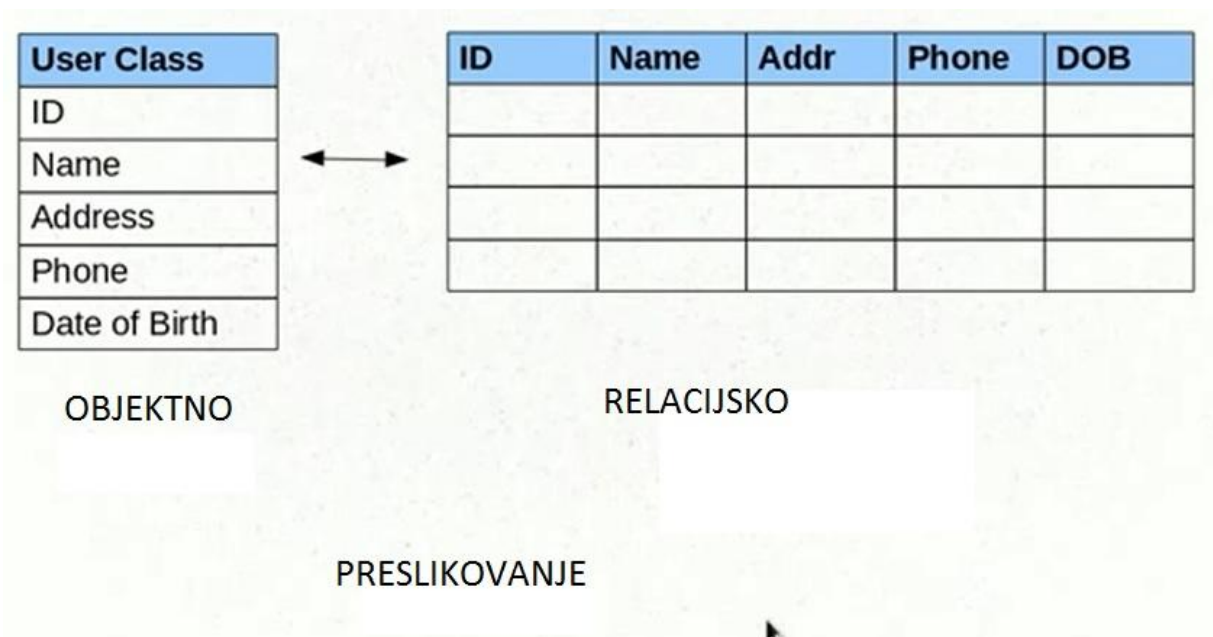 User Class
ID
Name
Address
Phone
Date of Birth
ID Name Addr Phone DOB
OBJEKTNO
RELACIJSKO
PRESLIKOVANJE